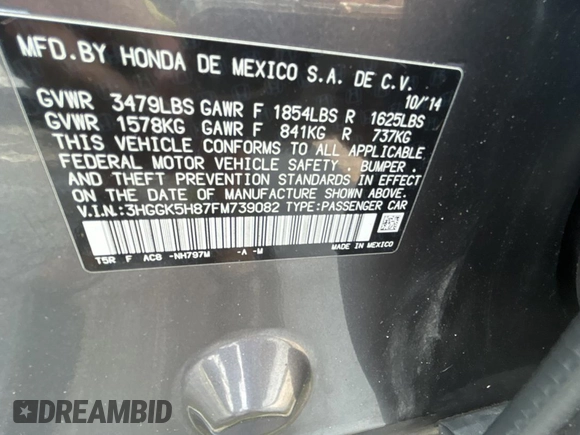 MFD.BY HONDA DE MEXICO S.A. DE C.V.
10/'14
GVWR 3479LBS GAWR F 1854LBS R 1625LBS
GVWR 1578KG GAWR F 841KG R 737KG
THIS VEHICLE CONFORMS TO ALL APPLICABLE
FEDERAL MOTOR VEHICLE SAFETY , BUMPER ,
AND THEFT PREVENTION STANDARDS IN EFFECT
ON THE DATE OF MANUFACTURE SHOWN ABOVE.
V.I.N.:3HGGK5H87FM739082 TYPE:PASSENGER CAR
T5R F AC8 -NH797M -A -M
MADE IN MEXICO
DREAMBID